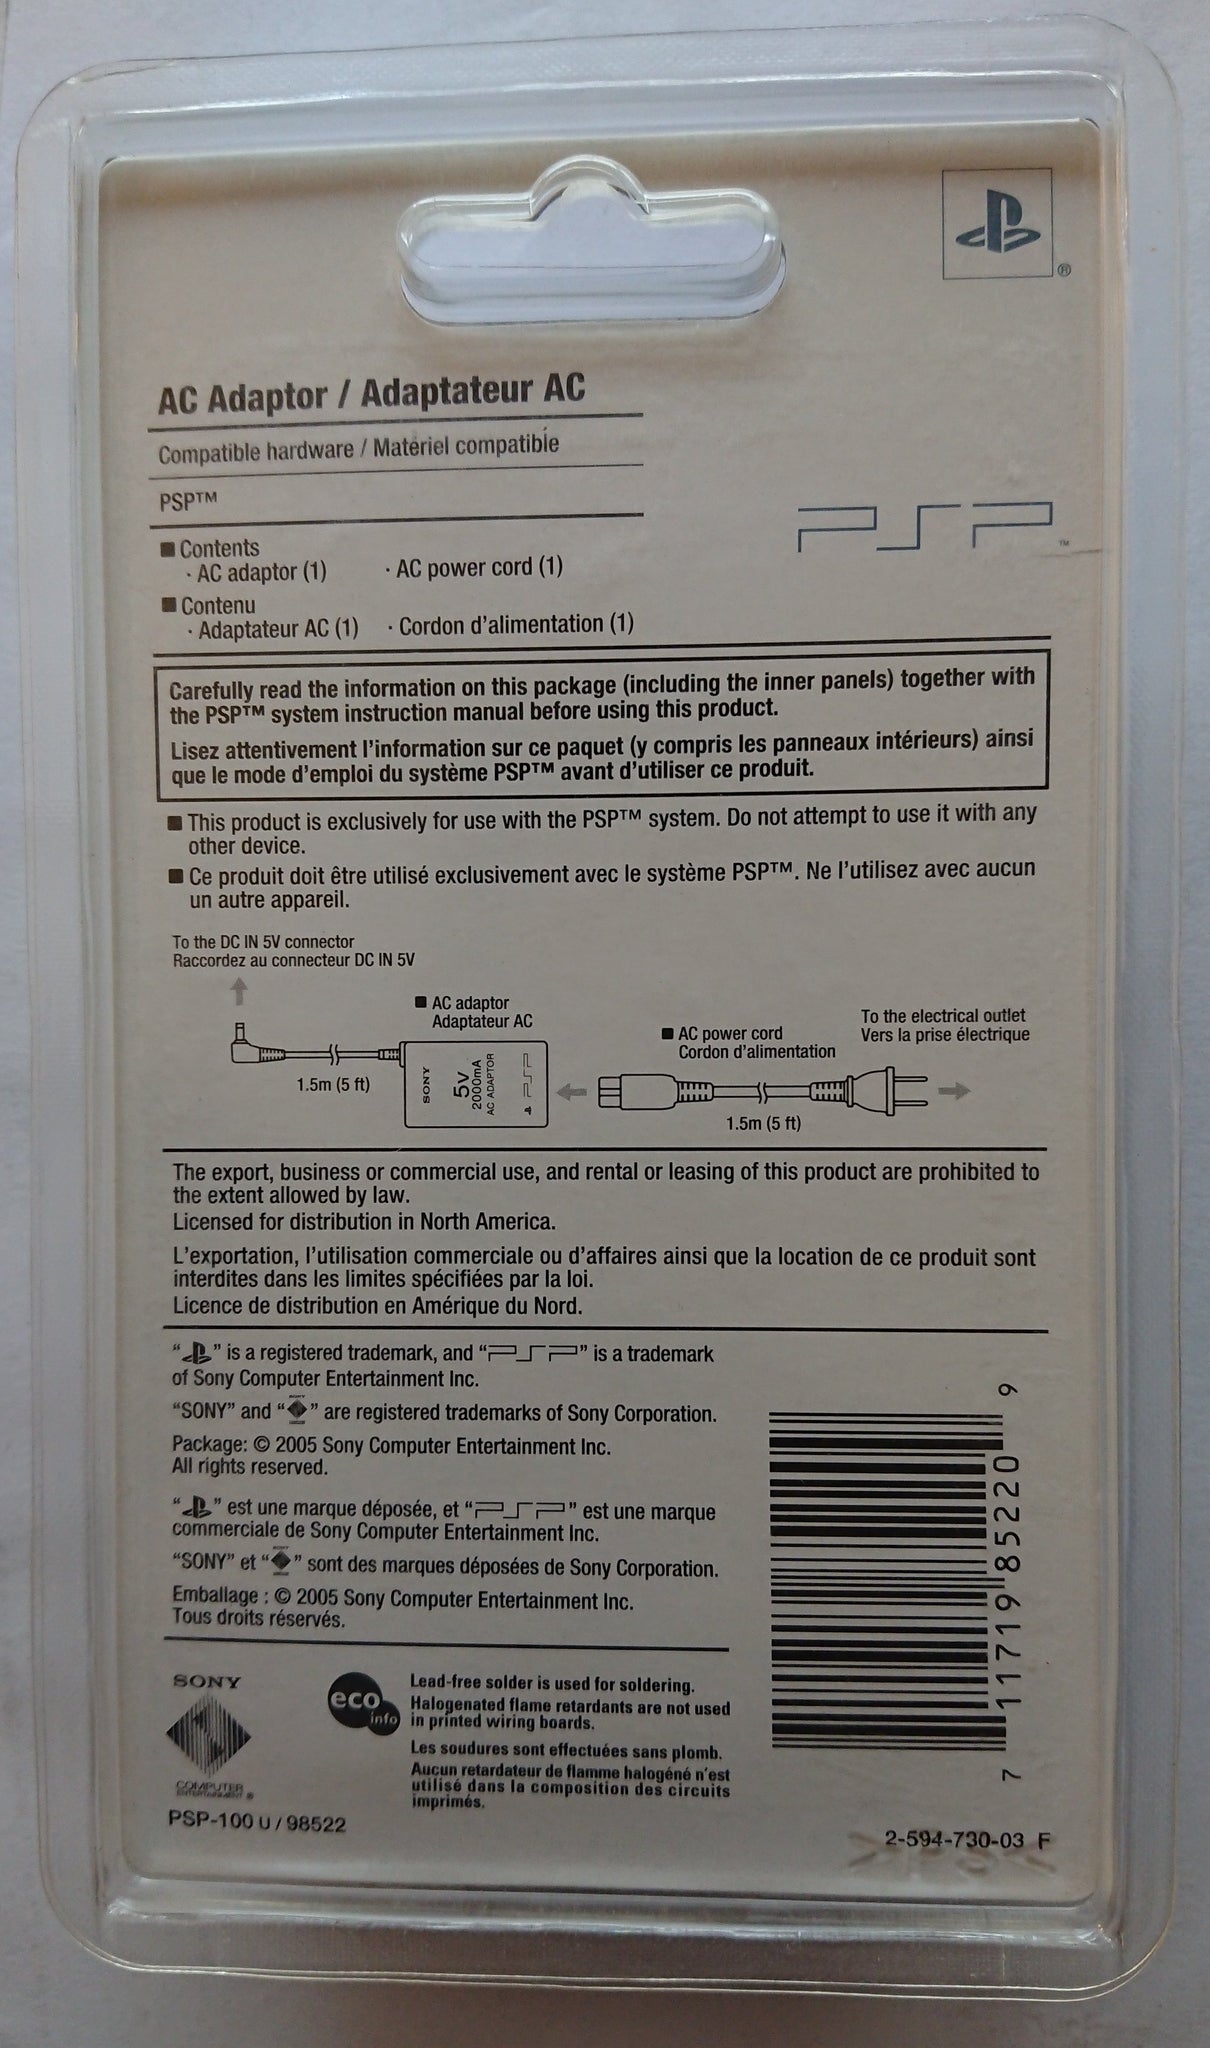 AC Adaptor / Adaptateur AC
Compatible hardware / Matériel compatible
PSP™
PSP™
■ Contents
· AC adaptor (1) · AC power cord (1)
■ Contenu
· Adaptateur AC (1) · Cordon d'alimentation (1)
Carefully read the information on this package (including the inner panels) together with
the PSP™ system instruction manual before using this product.
Lisez attentivement l'information sur ce paquet (y compris les panneaux intérieurs) ainsi
que le mode d'emploi du système PSP™ avant d'utiliser ce produit.
■ This product is exclusively for use with the PSP™ system. Do not attempt to use it with any
other device.
■ Ce produit doit être utilisé exclusivement avec le système PSP™. Ne l'utilisez avec aucun
un autre appareil.
To the DC IN 5V connector
Raccordez au connecteur DC IN 5V
■ AC adaptor
Adaptateur AC
1.5m (5 ft)
SONY
5V
2000mA
AC ADAPTOR
PSP
■ AC power cord
Cordon d'alimentation
To the electrical outlet
Vers la prise électrique
1.5m (5 ft)
The export, business or commercial use, and rental or leasing of this product are prohibited to
the extent allowed by law.
Licensed for distribution in North America.
L'exportation, l'utilisation commerciale ou d'affaires ainsi que la location de ce produit sont
interdites dans les limites spécifiées par la loi.
Licence de distribution en Amérique du Nord.
" " is a registered trademark, and "PSP" is a trademark
of Sony Computer Entertainment Inc.
"SONY" and " " are registered trademarks of Sony Corporation.
Package: © 2005 Sony Computer Entertainment Inc.
All rights reserved.
" " est une marque déposée, et "PSP" est une marque
commerciale de Sony Computer Entertainment Inc.
"SONY" et " " sont des marques déposées de Sony Corporation.
Emballage : © 2005 Sony Computer Entertainment Inc.
Tous droits réservés.
7 11719 85220 9
SONY
COMPUTER
ENTERTAINMENT ®
eco
info
Lead-free solder is used for soldering.
Halogenated flame retardants are not used
in printed wiring boards.
Les soudures sont effectuées sans plomb.
Aucun retardateur de flamme halogéné n'est
utilisé dans la composition des circuits
imprimés.
PSP-100 U / 98522
2-594-730-03 F